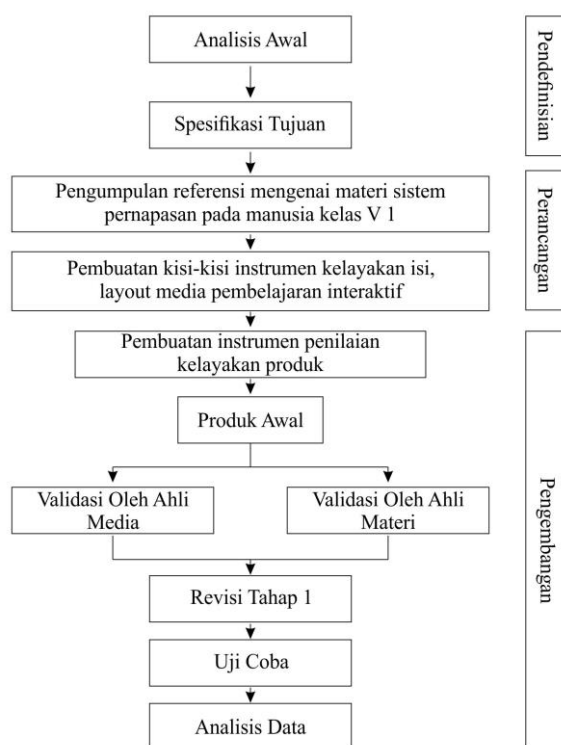 Analisis Awal
Spesifikasi Tujuan
Pendefinisian
Pengumpulan referensi mengenai materi sistem
pernapasan pada manusia kelas V 1
Pembuatan kisi-kisi instrumen kelayakan isi,
layout media pembelajaran interaktif
Perancangan
Pembuatan instrumen penilaian
kelayakan produk
Produk Awal
Validasi Oleh Ahli
Media
Validasi Oleh Ahli
Materi
Revisi Tahap 1
Uji Coba
Analisis Data
Pengembangan